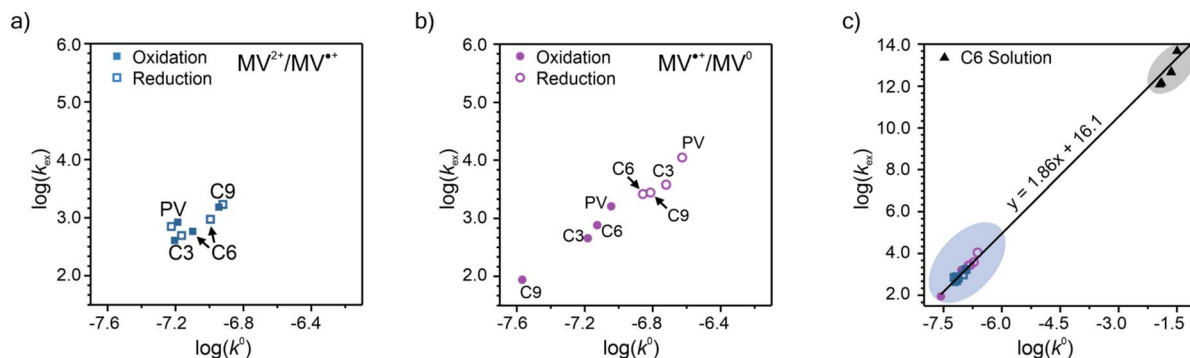 a)
6.0
5.0
4.0
3.0
2.0
log(kex)
Oxidation
Reduction
MV2+/MV•+
PV
C9
C3
C6
-7.6
-7.2
-6.8
-6.4
log(k0)
b)
6.0
5.0
4.0
3.0
2.0
log(kex)
Oxidation
Reduction
MV•+/MV0
PV
C6
C3
C9
PV
C3
C6
C9
-7.6
-7.2
-6.8
-6.4
log(k0)
c)
14.0
12.0
10.0
8.0
6.0
4.0
2.0
log(kex)
C6 Solution
y = 1.86x + 16.1
-7.5
-6.0
-4.5
-3.0
-1.5
log(k0)